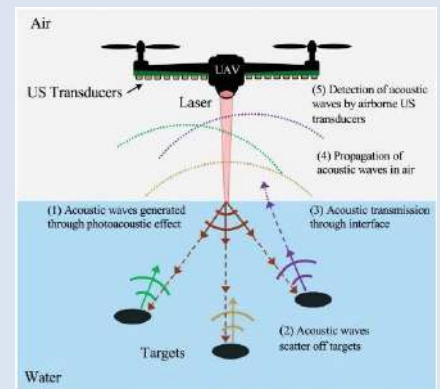 Air
UAV
US Transducers
Laser
(5) Detection of acoustic
waves by airborne US
transducers
(4) Propagation of
acoustic waves in air
(1) Acoustic waves generated
through photoacoustic effect
(3) Acoustic transmission
through interface
(2) Acoustic waves
scatter off targets
Targets
Water